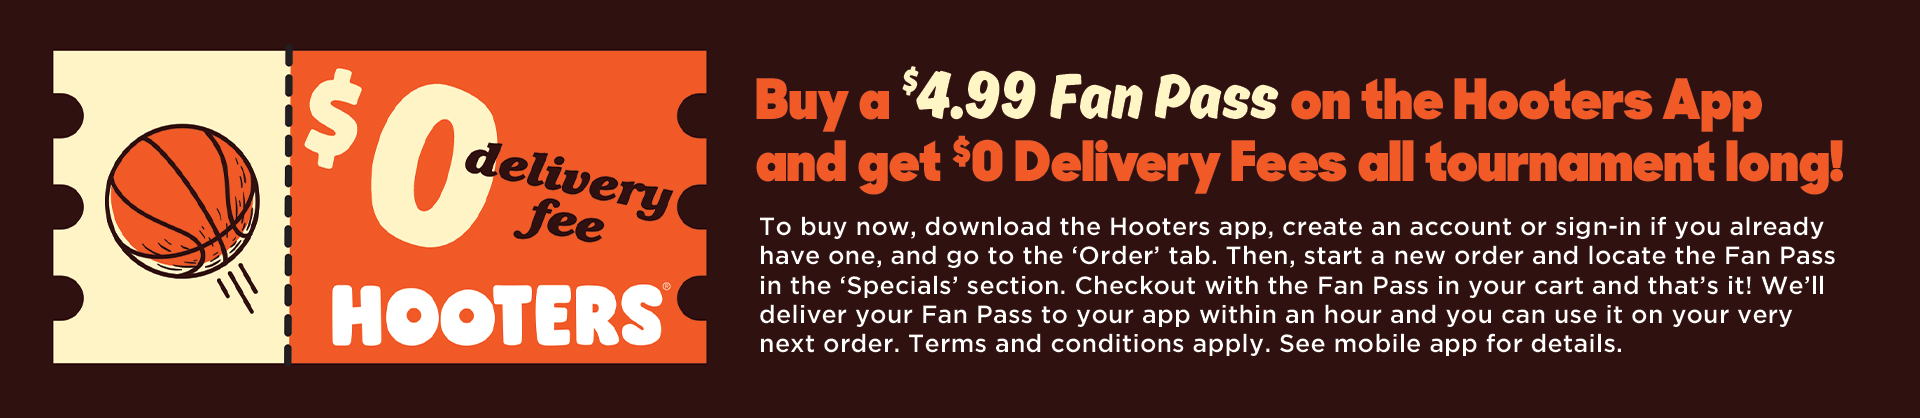 $0
delivery
fee
HOOTERS®
Buy a $4.99 Fan Pass on the Hooters App
and get $0 Delivery Fees all tournament long!
To buy now, download the Hooters app, create an account or sign-in if you already
have one, and go to the ‘Order’ tab. Then, start a new order and locate the Fan Pass
in the ‘Specials’ section. Checkout with the Fan Pass in your cart and that’s it! We’ll
deliver your Fan Pass to your app within an hour and you can use it on your very
next order. Terms and conditions apply. See mobile app for details.